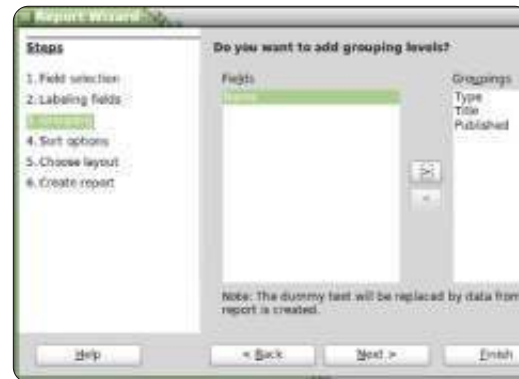 Report Wizard
Steps
1. Field selection
2. Labeling fields
3. Grouping
4. Sort options
5. Choose layout
6. Create report
Do you want to add grouping levels?
Fields
Name
Groupings
Type
Title
Published
>
<
Note: The dummy text will be replaced by data from
report is created.
Help
< Back
Next >
Finish